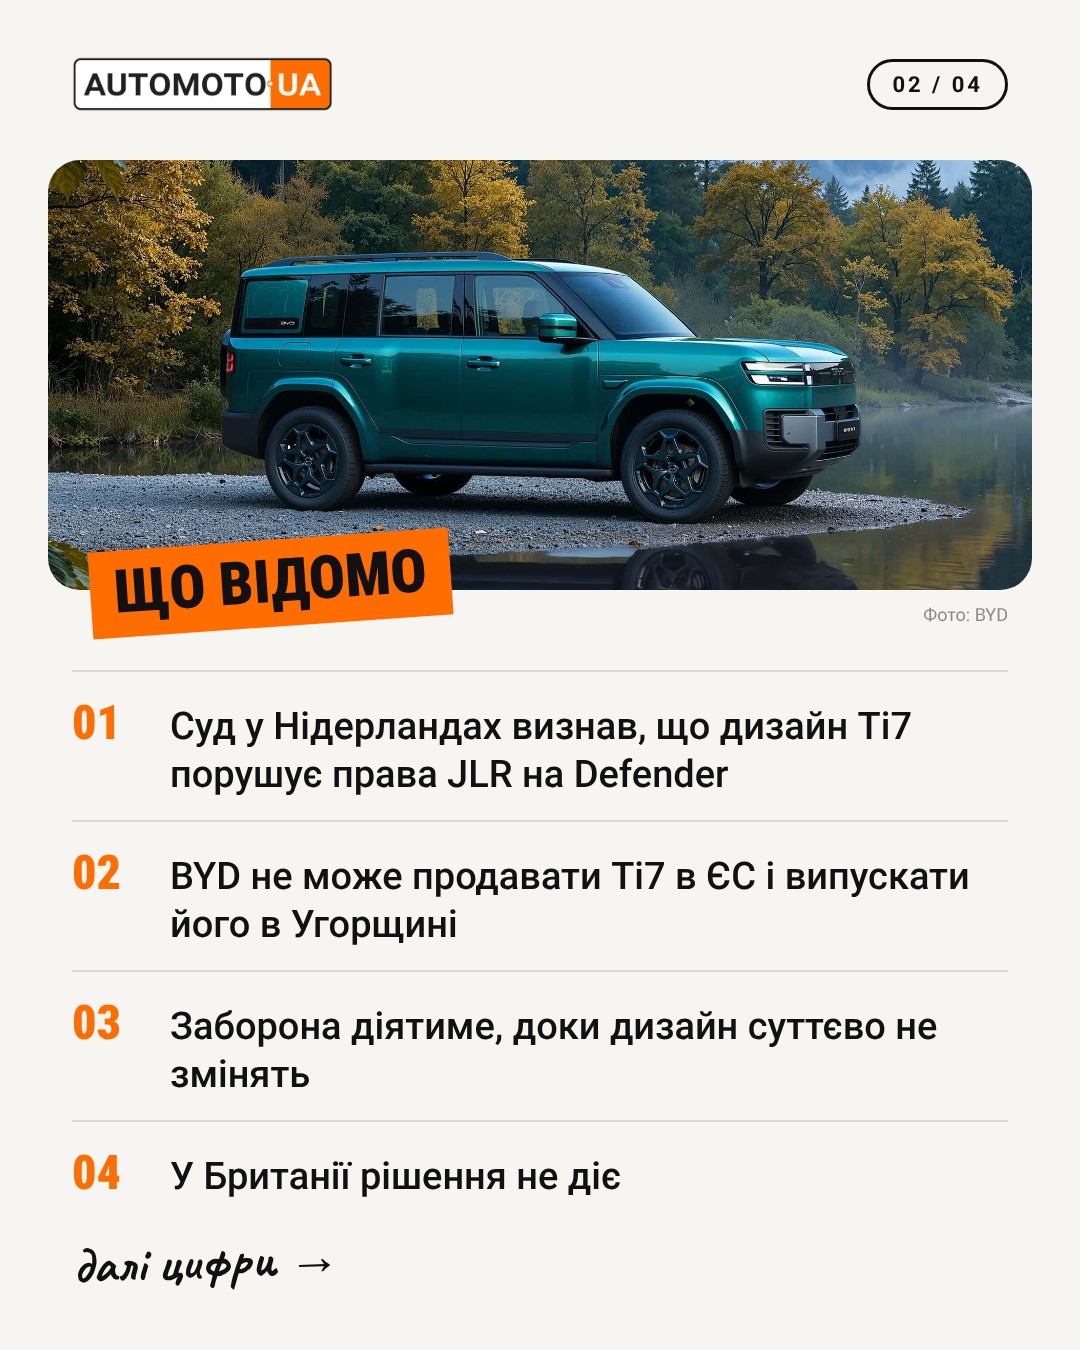 AUTOMOTO UA
02 / 04
BYD
ЩО ВІДОМО
Фото: BYD
01 Суд у Нідерландах визнав, що дизайн Ti7
порушує права JLR на Defender
02 BYD не може продавати Ti7 в ЄС і випускати
його в Угорщині
03 Заборона діятиме, доки дизайн суттєво не
змінять
04 У Британії рішення не діє
далі цифри →